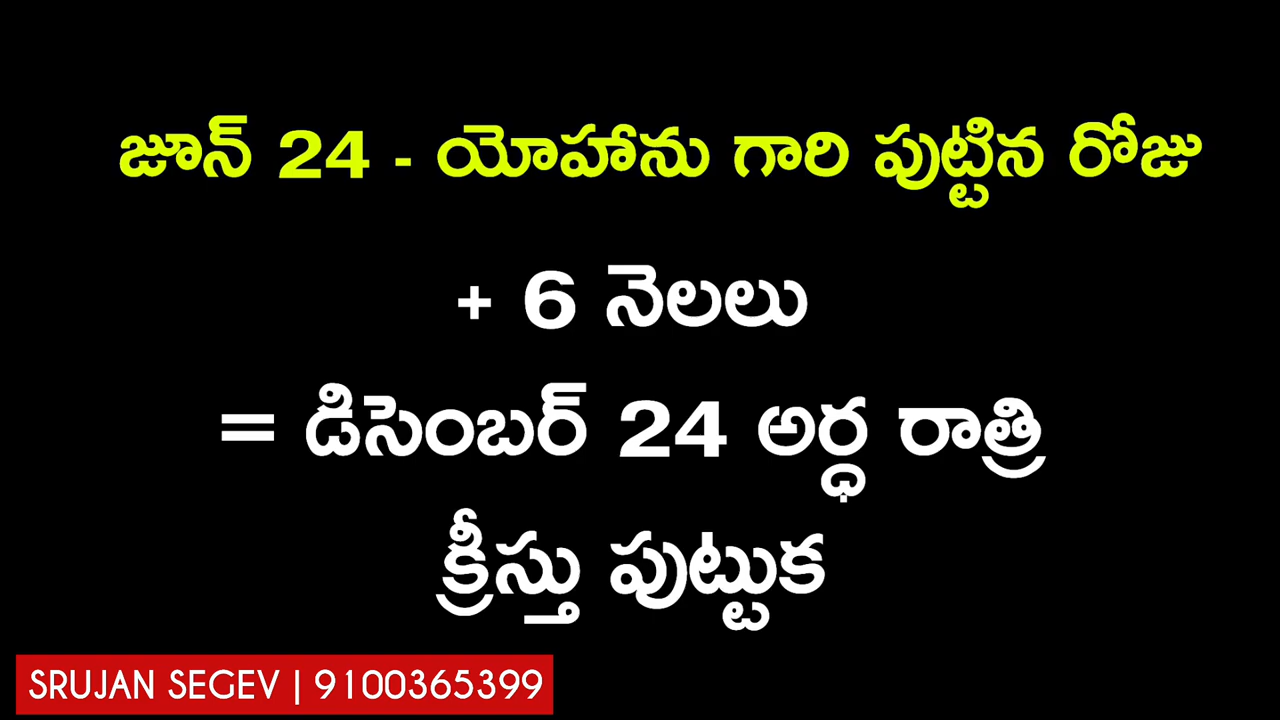 జూన్ 24 - యోహాను గారి పుట్టిన రోజు
+ 6 నెలలు
= డిసెంబర్ 24 అర్ధ రాత్రి
క్రీస్తు పుట్టుక
SRUJAN SEGEV | 9100365399